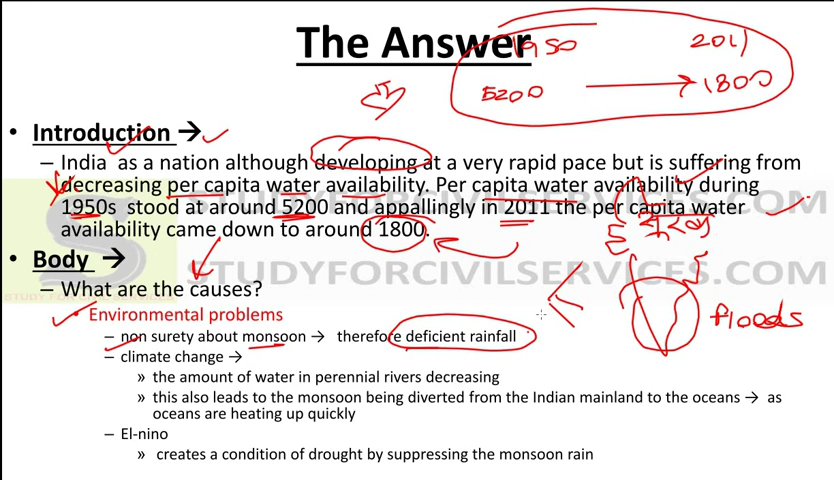 The Answer
1950 2011
5200 → 1800
• Introduction →
– India as a nation although developing at a very rapid pace but is suffering from
decreasing per capita water availability. Per capita water availability during
1950s stood at around 5200 and appallingly in 2011 the per capita water
availability came down to around 1800.
• Body →
– What are the causes?
Environmental problems
– non surety about monsoon → therefore deficient rainfall
floods
– climate change →
» the amount of water in perennial rivers decreasing
» this also leads to the monsoon being diverted from the Indian mainland to the oceans → as
oceans are heating up quickly
– El-nino
» creates a condition of drought by suppressing the monsoon rain
STUDYFORCIVILSERVICES.COM
STUDYFORCIVILSERVICES.COM